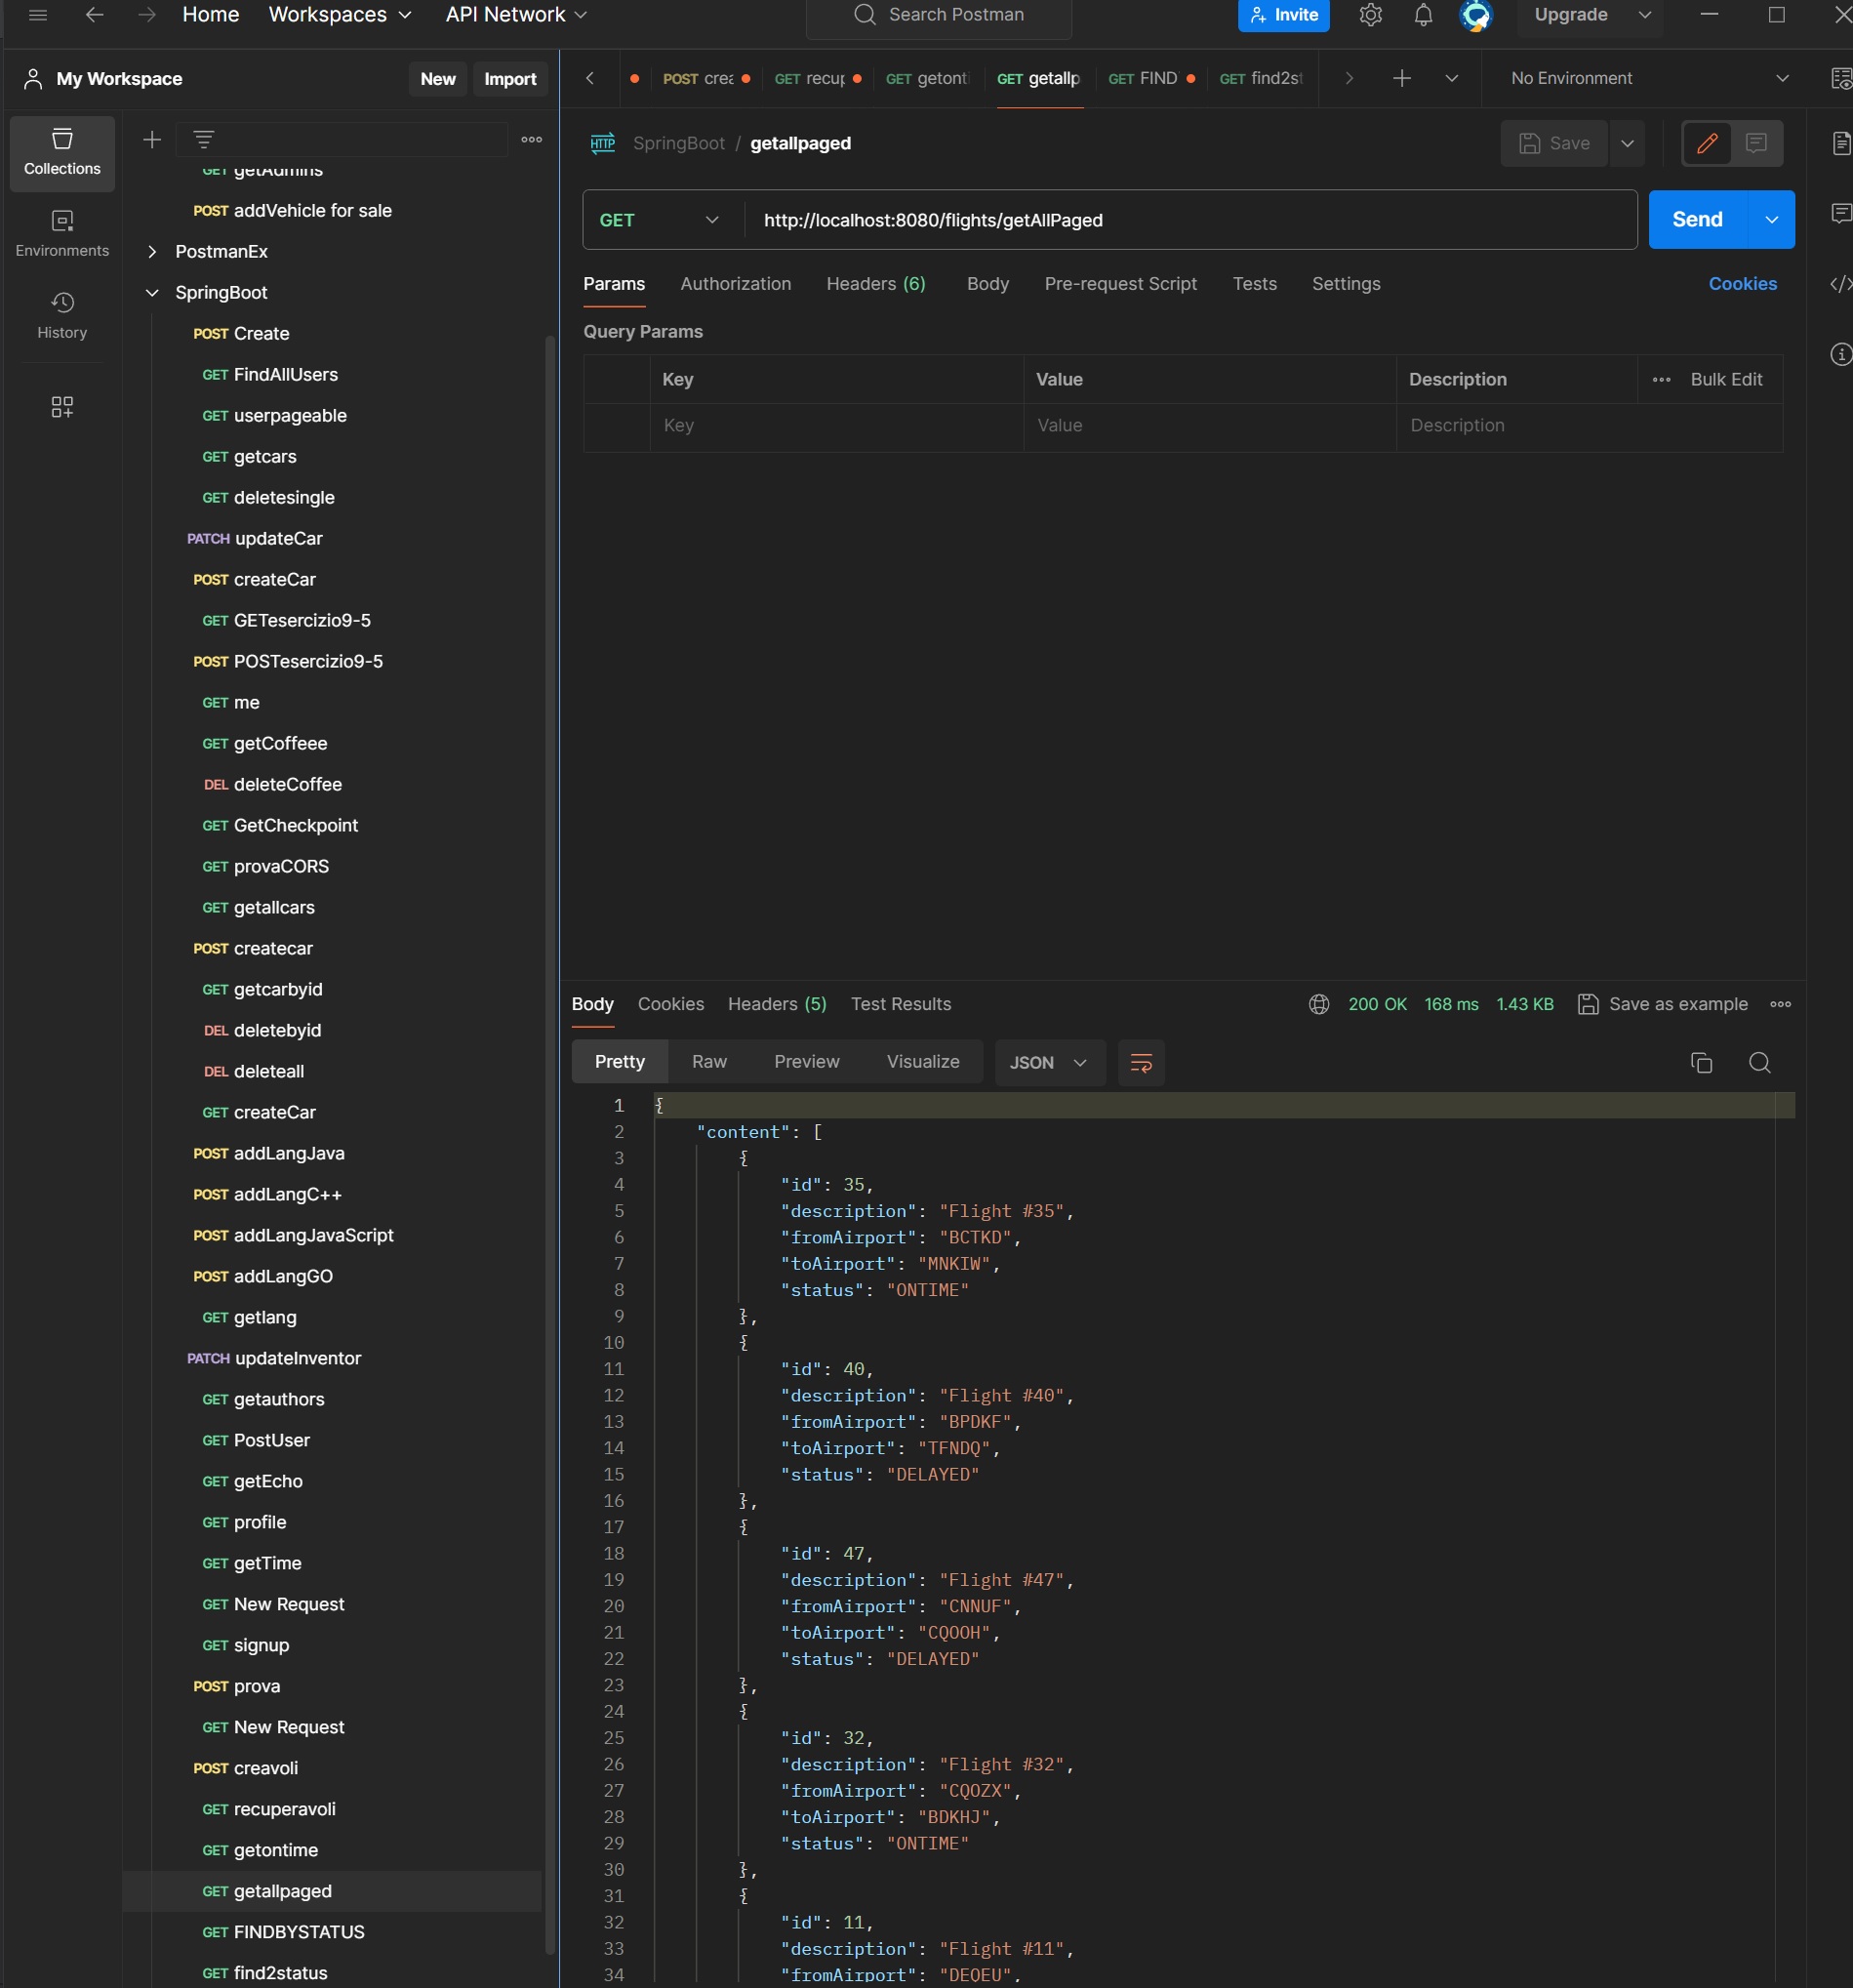 Home Workspaces API Network Search Postman Invite Upgrade
My Workspace New Import
POST crea GET recup GET getonti GET getallp GET FIND GET find2st No Environment
Collections
Environments
History
GET getAdmins
POST addVehicle for sale
PostmanEx
SpringBoot
POST Create
GET FindAllUsers
GET userpageable
GET getcars
GET deletesingle
PATCH updateCar
POST createCar
GET GETesercizio9-5
POST POSTesercizio9-5
GET me
GET getCoffeee
DEL deleteCoffee
GET GetCheckpoint
GET provaCORS
GET getallcars
POST createcar
GET getcarbyid
DEL deletebyid
DEL deleteall
GET createCar
POST addLangJava
POST addLangC++
POST addLangJavaScript
POST addLangGO
GET getlang
PATCH updateInventor
GET getauthors
GET PostUser
GET getEcho
GET profile
GET getTime
GET New Request
GET signup
POST prova
GET New Request
POST creavoli
GET recuperavoli
GET getontime
GET getallpaged
GET FINDBYSTATUS
GET find2status
HTTP SpringBoot / getallpaged Save
GET http://localhost:8080/flights/getAllPaged Send
Params Authorization Headers (6) Body Pre-request Script Tests Settings Cookies
Query Params
Key Value Description Bulk Edit
Key Value Description
Body Cookies Headers (5) Test Results 200 OK 168 ms 1.43 KB Save as example
Pretty Raw Preview Visualize JSON
1 {
2 "content": [
3 {
4 "id": 35,
5 "description": "Flight #35",
6 "fromAirport": "BCTKD",
7 "toAirport": "MNKIW",
8 "status": "ONTIME"
9 },
10 {
11 "id": 40,
12 "description": "Flight #40",
13 "fromAirport": "BPDKF",
14 "toAirport": "TFNDQ",
15 "status": "DELAYED"
16 },
17 {
18 "id": 47,
19 "description": "Flight #47",
20 "fromAirport": "CNNUF",
21 "toAirport": "CQOOH",
22 "status": "DELAYED"
23 },
24 {
25 "id": 32,
26 "description": "Flight #32",
27 "fromAirport": "CQOZX",
28 "toAirport": "BDKHJ",
29 "status": "ONTIME"
30 },
31 {
32 "id": 11,
33 "description": "Flight #11",
34 "fromAirport": "DEQEU",